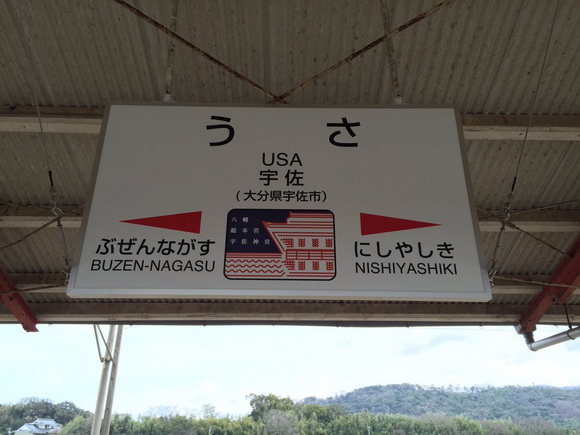 うさ
USA
宇佐
(大分県宇佐市)
ぶぜんながす
BUZEN-NAGASU
八幡
総本宮
宇佐神宮
にしやしき
NISHIYASHIKI